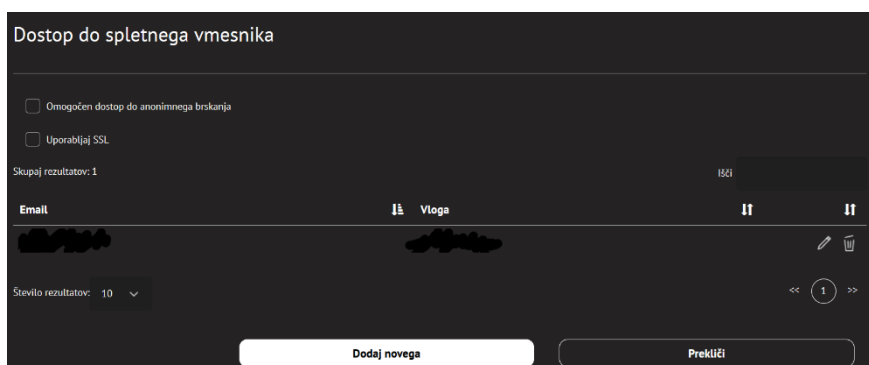 Dostop do spletnega vmesnika
Omogočen dostop do anonimnega brskanja
Uporabljaj SSL
Skupaj rezultatov: 1
Išči
Email Vloga
Število rezultatov: 10
<< 1 >>
Dodaj novega Prekliči